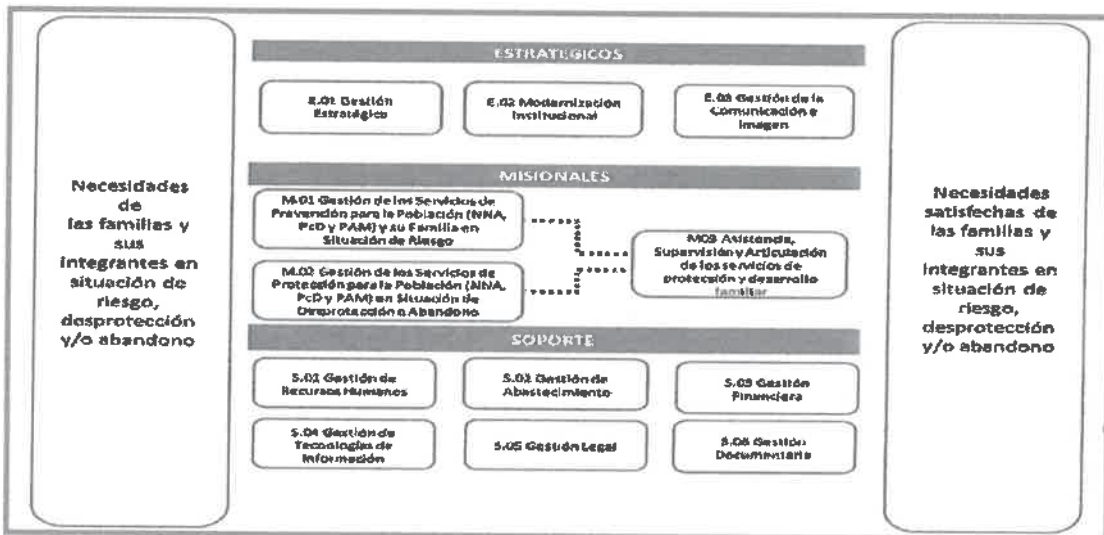 Necesidades
de
las familias y
sus
integrantes en
situación de
riesgo,
desprotección
y/o abandono
ESTRATEGICOS
E.01 Gestión
Estratégica
E.02 Modernización
Institucional
E.03 Gestión de la
Comunicación e
Imagen
MISIONALES
M.01 Gestión de los Servicios de
Prevención para la Población (NNA,
PcD y PAM) y su Familia en
Situación de Riesgo
M.02 Gestión de los Servicios de
Protección para la Población (NNA,
PcD y PAM) en Situación de
Desprotección o Abandono
M03 Asistencia,
Supervisión y Articulación
de los servicios de
protección y desarrollo
familiar
SOPORTE
S.01 Gestión de
Recursos Humanos
S.02 Gestión de
Abastecimiento
S.03 Gestión
Financiera
S.04 Gestión de
Tecnologías de
Información
S.05 Gestión Legal
S.06 Gestión
Documentaria
Necesidades
satisfechas de
las familias y
sus
integrantes en
situación de
riesgo,
desprotección
y/o abandono